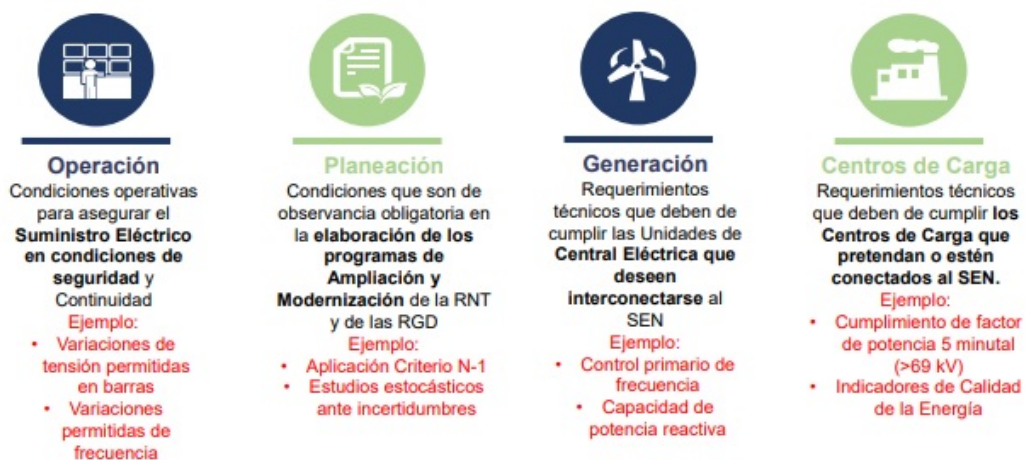 Operación
Condiciones operativas
para asegurar el
Suministro Eléctrico
en condiciones de
seguridad y
Continuidad
Ejemplo:
• Variaciones de
tensión permitidas
en barras
• Variaciones
permitidas de
frecuencia
Planeación
Condiciones que son de
observancia obligatoria en
la elaboración de los
programas de
Ampliación y
Modernización de la RNT
y de las RGD
Ejemplo:
• Aplicación Criterio N-1
• Estudios estocásticos
ante incertidumbres
Generación
Requerimientos
técnicos que deben de
cumplir las Unidades de
Central Eléctrica que
deseen
interconectarse al
SEN
Ejemplo:
• Control primario de
frecuencia
• Capacidad de
potencia reactiva
Centros de Carga
Requerimientos técnicos
que deben de cumplir los
Centros de Carga que
pretendan o estén
conectados al SEN.
Ejemplo:
• Cumplimiento de factor
de potencia 5 minutal
(>69 kV)
• Indicadores de Calidad
de la Energía